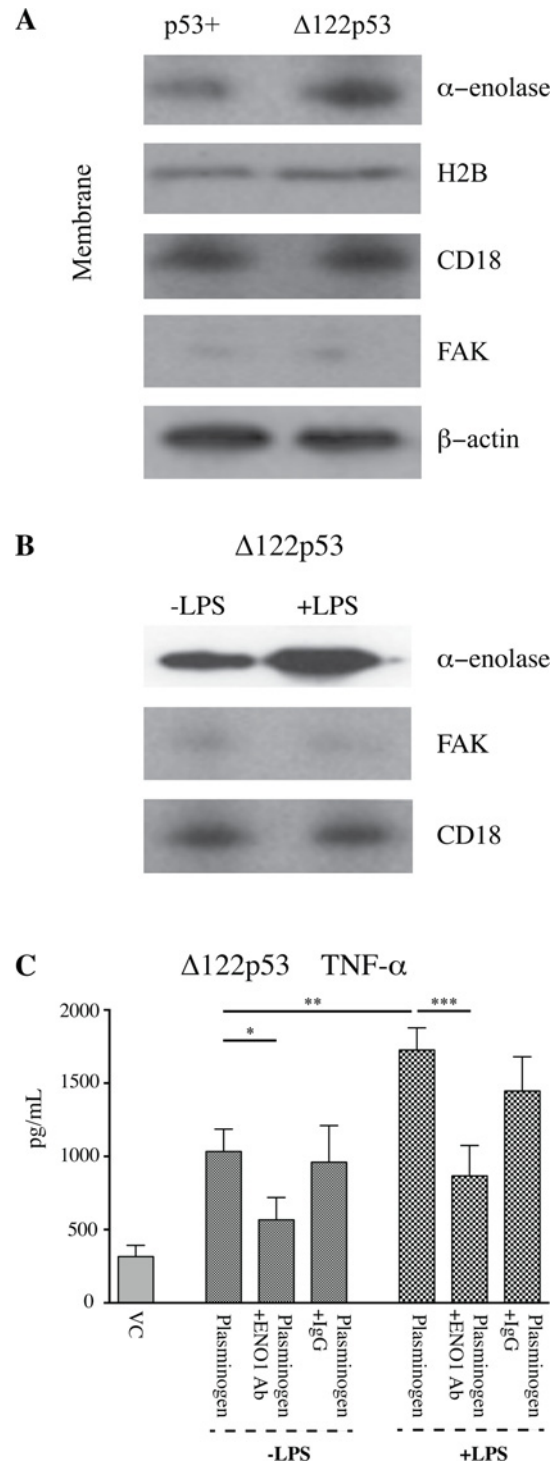 A
p53+ Δ122p53
α−enolase
H2B
CD18
FAK
β−actin
Membrane
B
Δ122p53
-LPS +LPS
α−enolase
FAK
CD18
C
Δ122p53 TNF-α
pg/mL
2000
1500
1000
500
0
*
**
***
VC
Plasminogen
Plasminogen
+ENO1 Ab
Plasminogen
+IgG
Plasminogen
Plasminogen
+ENO1 Ab
Plasminogen
+IgG
-LPS +LPS